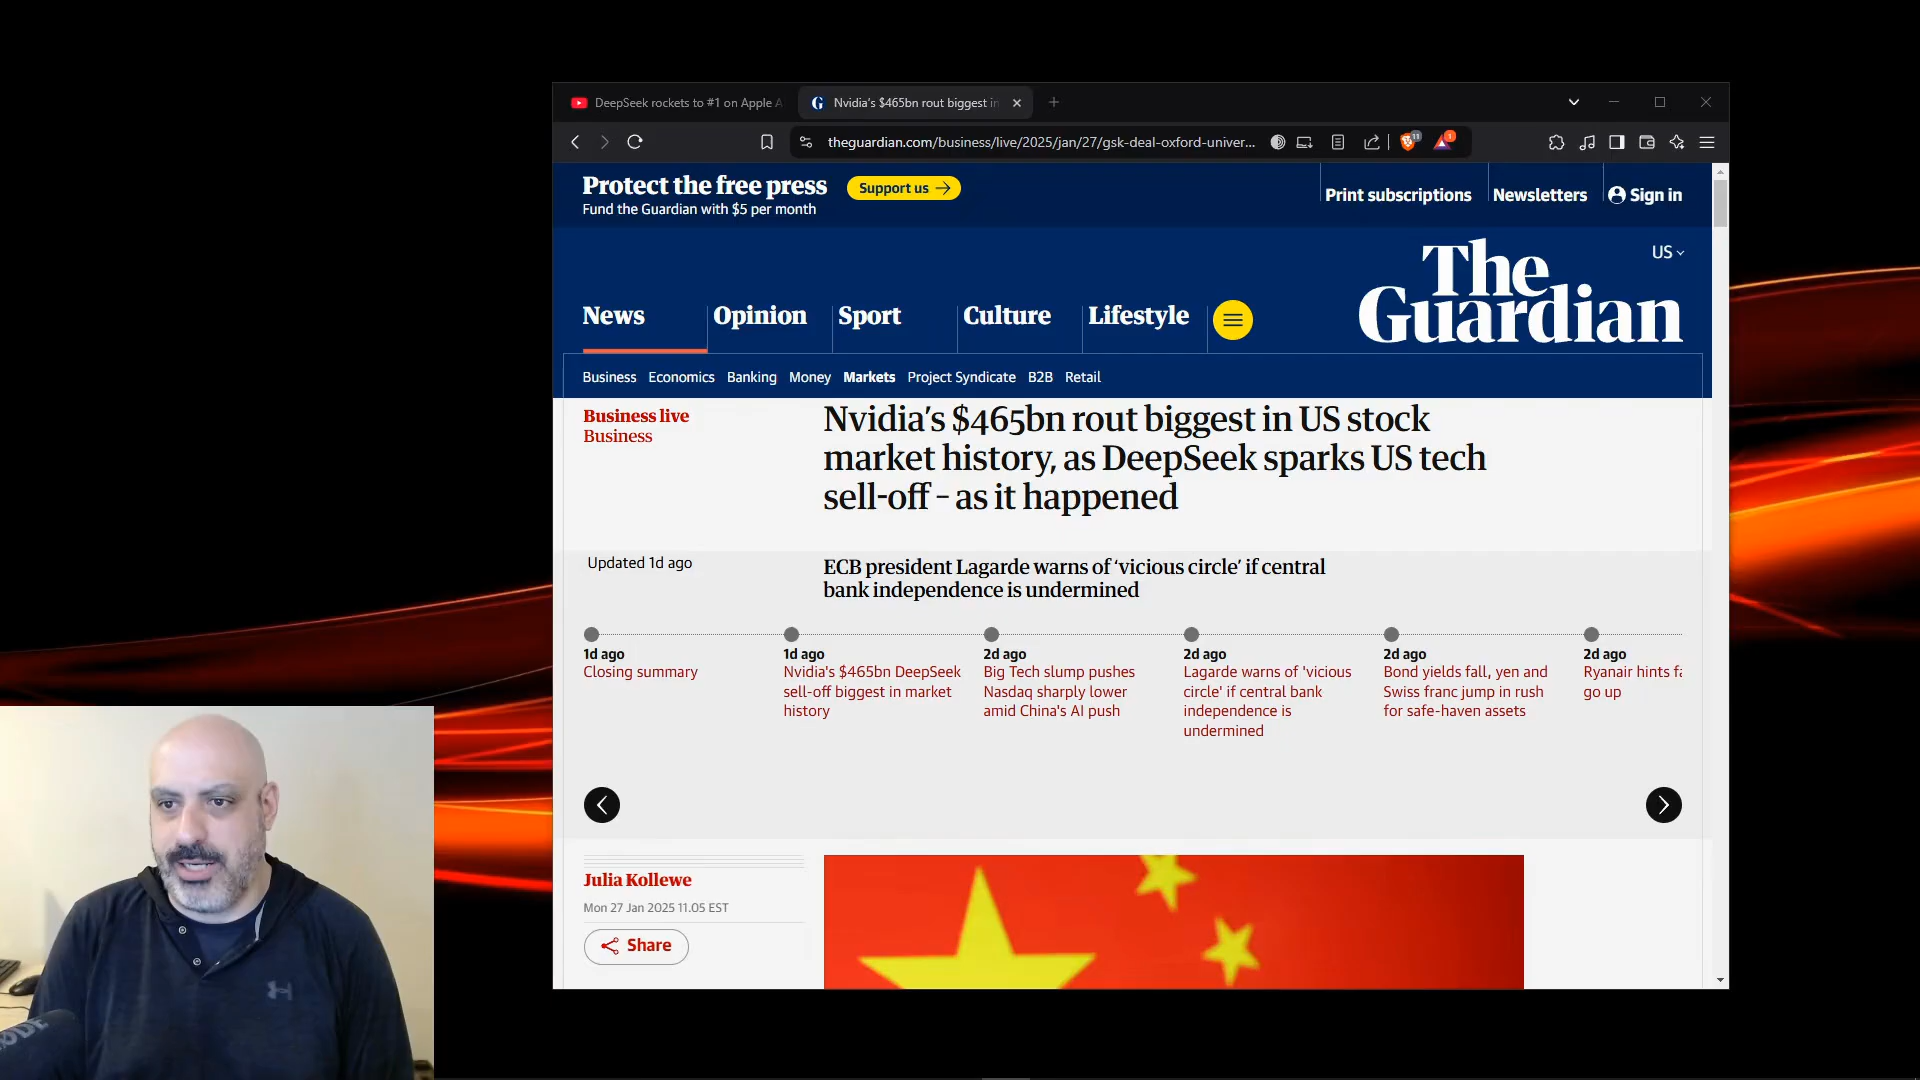 DeepSeek rockets to #1 on Apple A
Nvidia's $465bn rout biggest in
theguardian.com/business/live/2025/jan/27/gsk-deal-oxford-univer...
11
1
Protect the free press
Fund the Guardian with $5 per month
Support us
Print subscriptions
Newsletters
Sign in
US
The
Guardian
News
Opinion
Sport
Culture
Lifestyle
Business
Economics
Banking
Money
Markets
Project Syndicate
B2B
Retail
Business live
Business
Nvidia's $465bn rout biggest in US stock
market history, as DeepSeek sparks US tech
sell-off – as it happened
Updated 1d ago
ECB president Lagarde warns of 'vicious circle' if central
bank independence is undermined
1d ago
Closing summary
1d ago
Nvidia's $465bn DeepSeek
sell-off biggest in market
history
2d ago
Big Tech slump pushes
Nasdaq sharply lower
amid China's AI push
2d ago
Lagarde warns of 'vicious
circle' if central bank
independence is
undermined
2d ago
Bond yields fall, yen and
Swiss franc jump in rush
for safe-haven assets
2d ago
Ryanair hints fa
go up
Julia Kollewe
Mon 27 Jan 2025 11.05 EST
Share